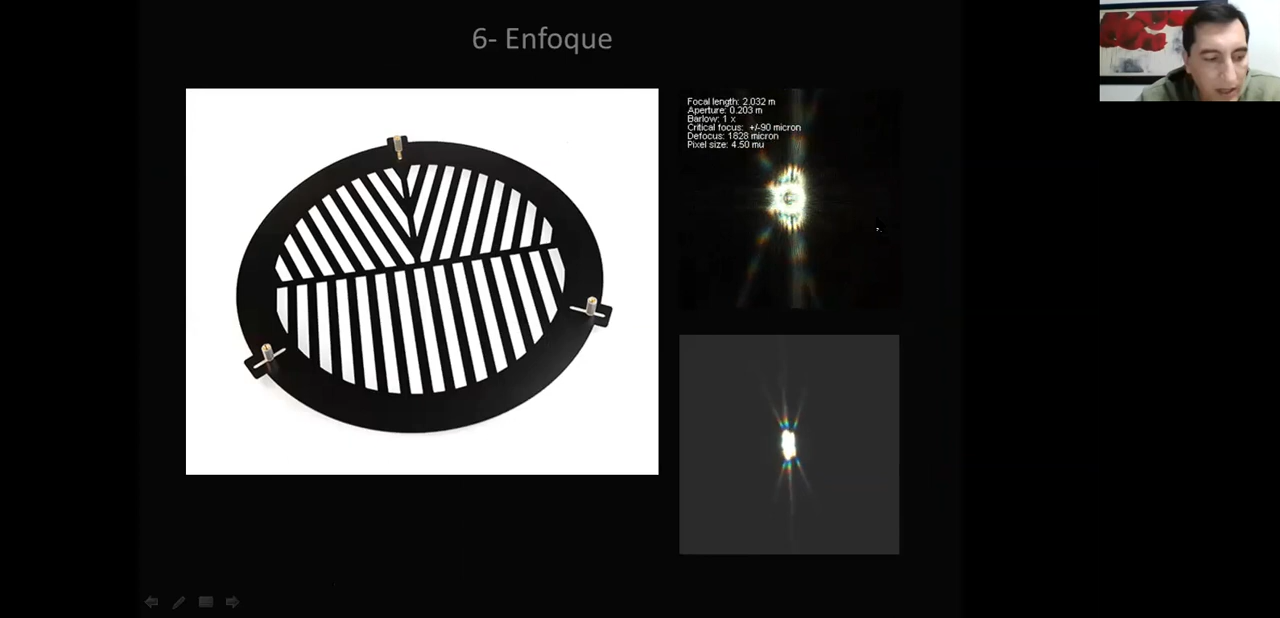 6- Enfoque
Focal length: 2.032 m
Aperture: 0.203 m
Barlow: 1 x
Critical focus: +/-90 micron
Defocus: 1828 micron
Pixel size: 4.50 mu